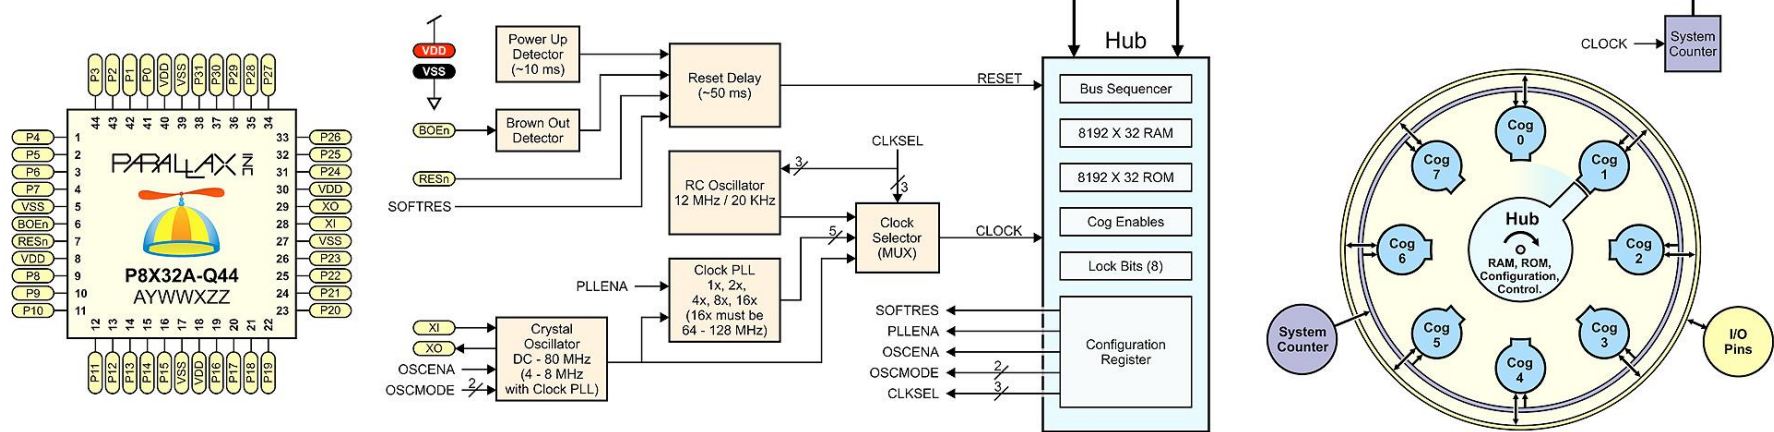 P3
P2
P1
P0
VDD
VSS
P31
P30
P29
P28
P27
44
43
42
41
40
39
38
37
36
35
34
P4 1
P5 2
P6 3
P7 4
VSS 5
BOEn 6
RESn 7
VDD 8
P8 9
P9 10
P10 11
PARALLAX INC
P8X32A-Q44
AYWWXZZ
33 P26
32 P25
31 P24
30 VDD
29 XO
28 XI
27 VSS
26 P23
25 P22
24 P21
23 P20
12
13
14
15
16
17
18
19
20
21
22
P11
P12
P13
P14
P15
VSS
VDD
P16
P17
P18
P19
VDD
VSS
BOEn
RESn
SOFTRES
Power Up
Detector
(~10 ms)
Brown Out
Detector
Reset Delay
(~50 ms)
RESET
CLKSEL
3
3
RC Oscillator
12 MHz / 20 KHz
Clock
Selector
(MUX)
5
CLOCK
PLLENA
Clock PLL
1x, 2x,
4x, 8x, 16x
(16x must be
64 - 128 MHz)
XI
XO
OSCENA
OSCMODE
2
Crystal
Oscillator
DC - 80 MHz
(4 - 8 MHz
with Clock PLL)
Hub
Bus Sequencer
8192 X 32 RAM
8192 X 32 ROM
Cog Enables
Lock Bits (8)
Configuration
Register
SOFTRES
PLLENA
OSCENA
OSCMODE
2
CLKSEL
3
CLOCK
System
Counter
Cog
0
Cog
1
Cog
2
Cog
3
Cog
4
Cog
5
Cog
6
Cog
7
Hub
RAM, ROM,
Configuration,
Control.
System
Counter
I/O
Pins